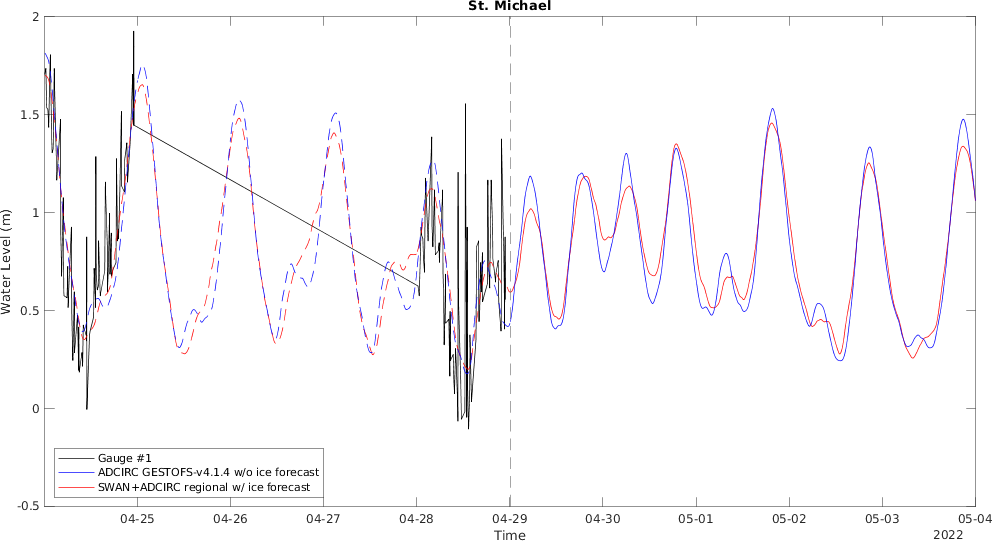 St. Michael
Water Level (m)
2
1.5
1
0.5
0
-0.5
Gauge #1
ADCIRC GESTOFS-v4.1.4 w/o ice forecast
SWAN+ADCIRC regional w/ ice forecast
04-25 04-26 04-27 04-28 04-29 04-30 05-01 05-02 05-03 05-04
Time
2022